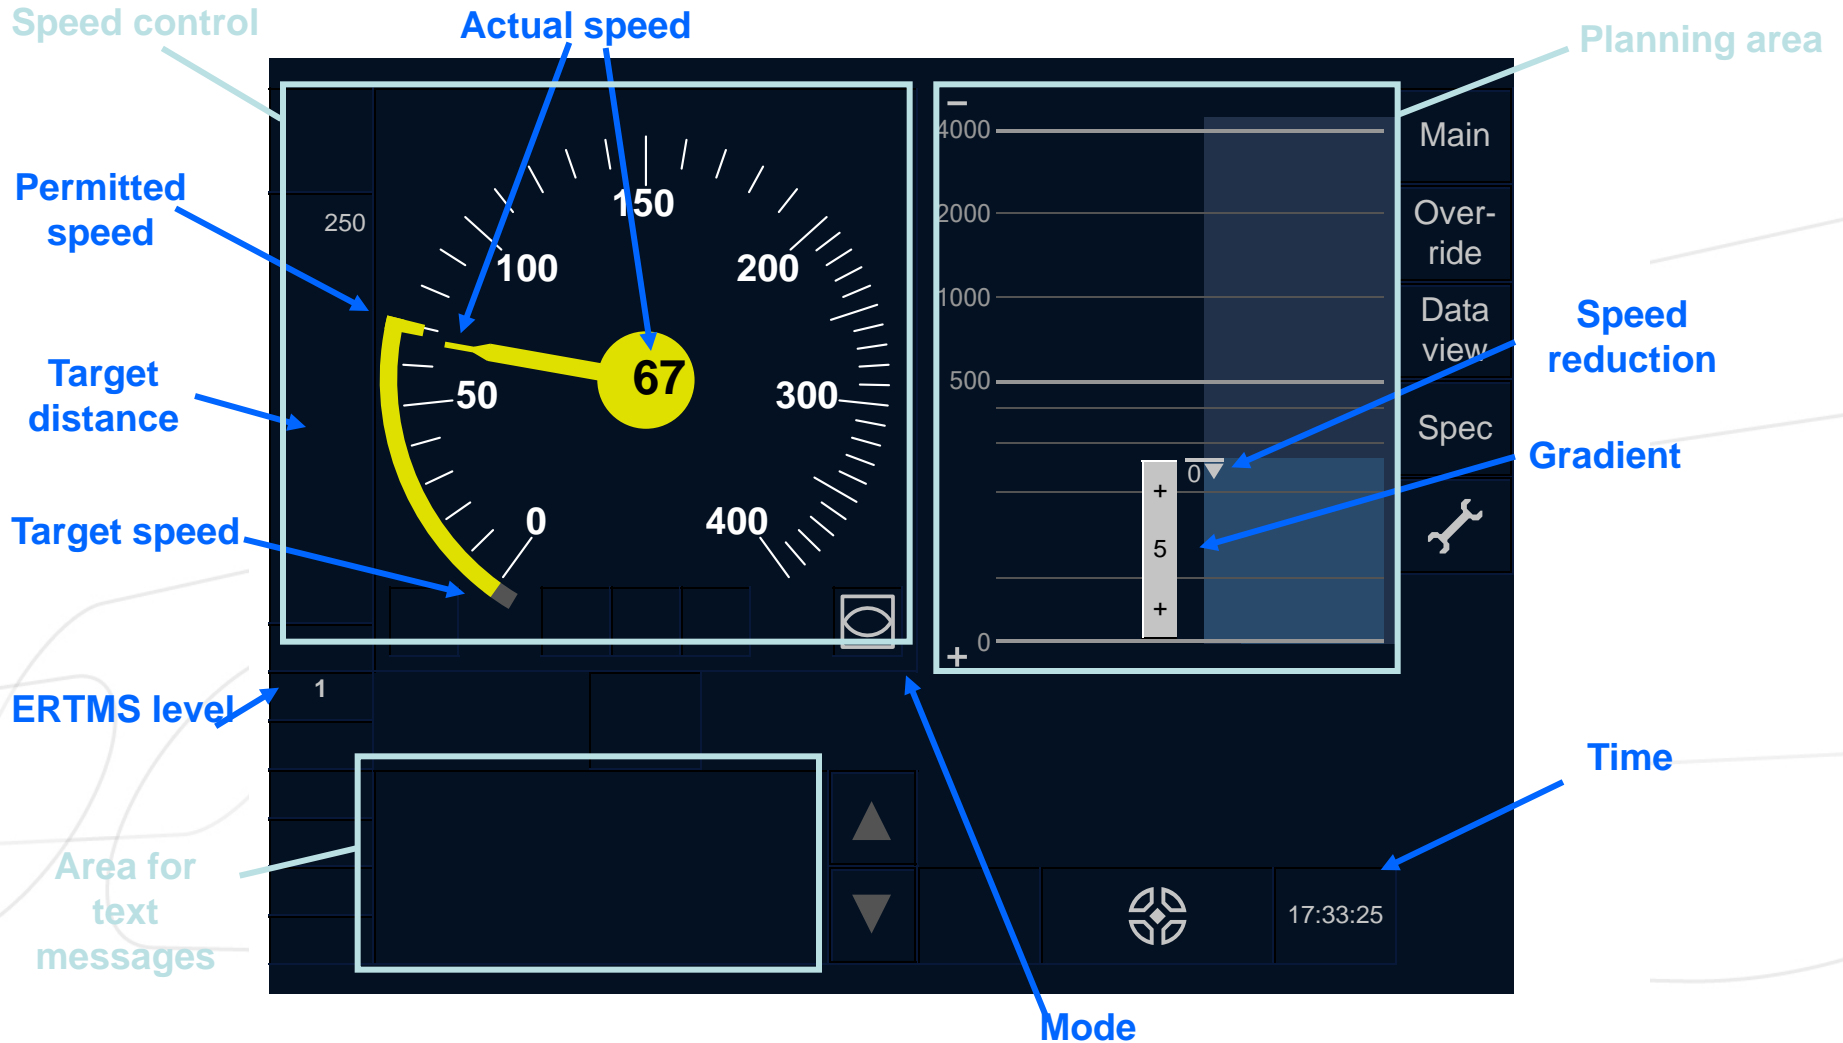 Speed control
Actual speed
Planning area
Permitted
speed
Target
distance
Target speed
ERTMS level
Area for
text
messages
250
150
100
200
50
67
300
0
400
1
4000
2000
1000
500
0
0
+
5
+
−
+
Main
Over-
ride
Data
view
Spec
Speed
reduction
Gradient
Time
17:33:25
Mode